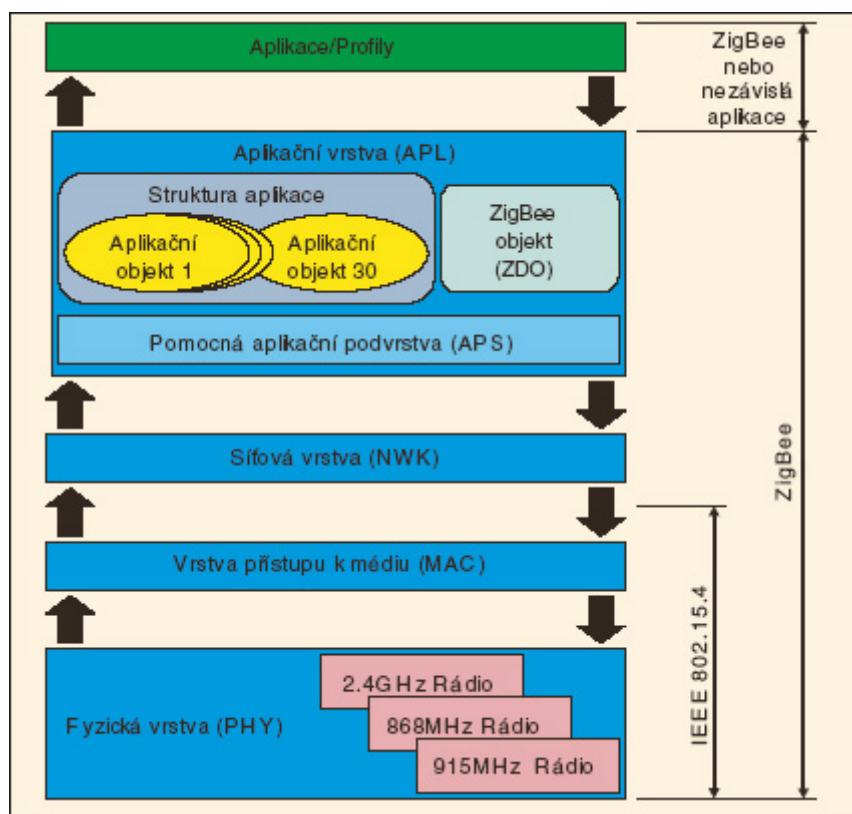 Aplikace/Profily
ZigBee
nebo
nezávislá
aplikace
Aplikační vrstva (APL)
Struktura aplikace
Aplikační
objekt 1
Aplikační
objekt 30
ZigBee
objekt
(ZDO)
Pomocná aplikační podvrstva (APS)
Síťová vrstva (NWK)
Vrstva přístupu k médiu (MAC)
Fyzická vrstva (PHY)
2.4GHz Rádio
868MHz Rádio
915MHz Rádio
IEEE 802.15.4
ZigBee